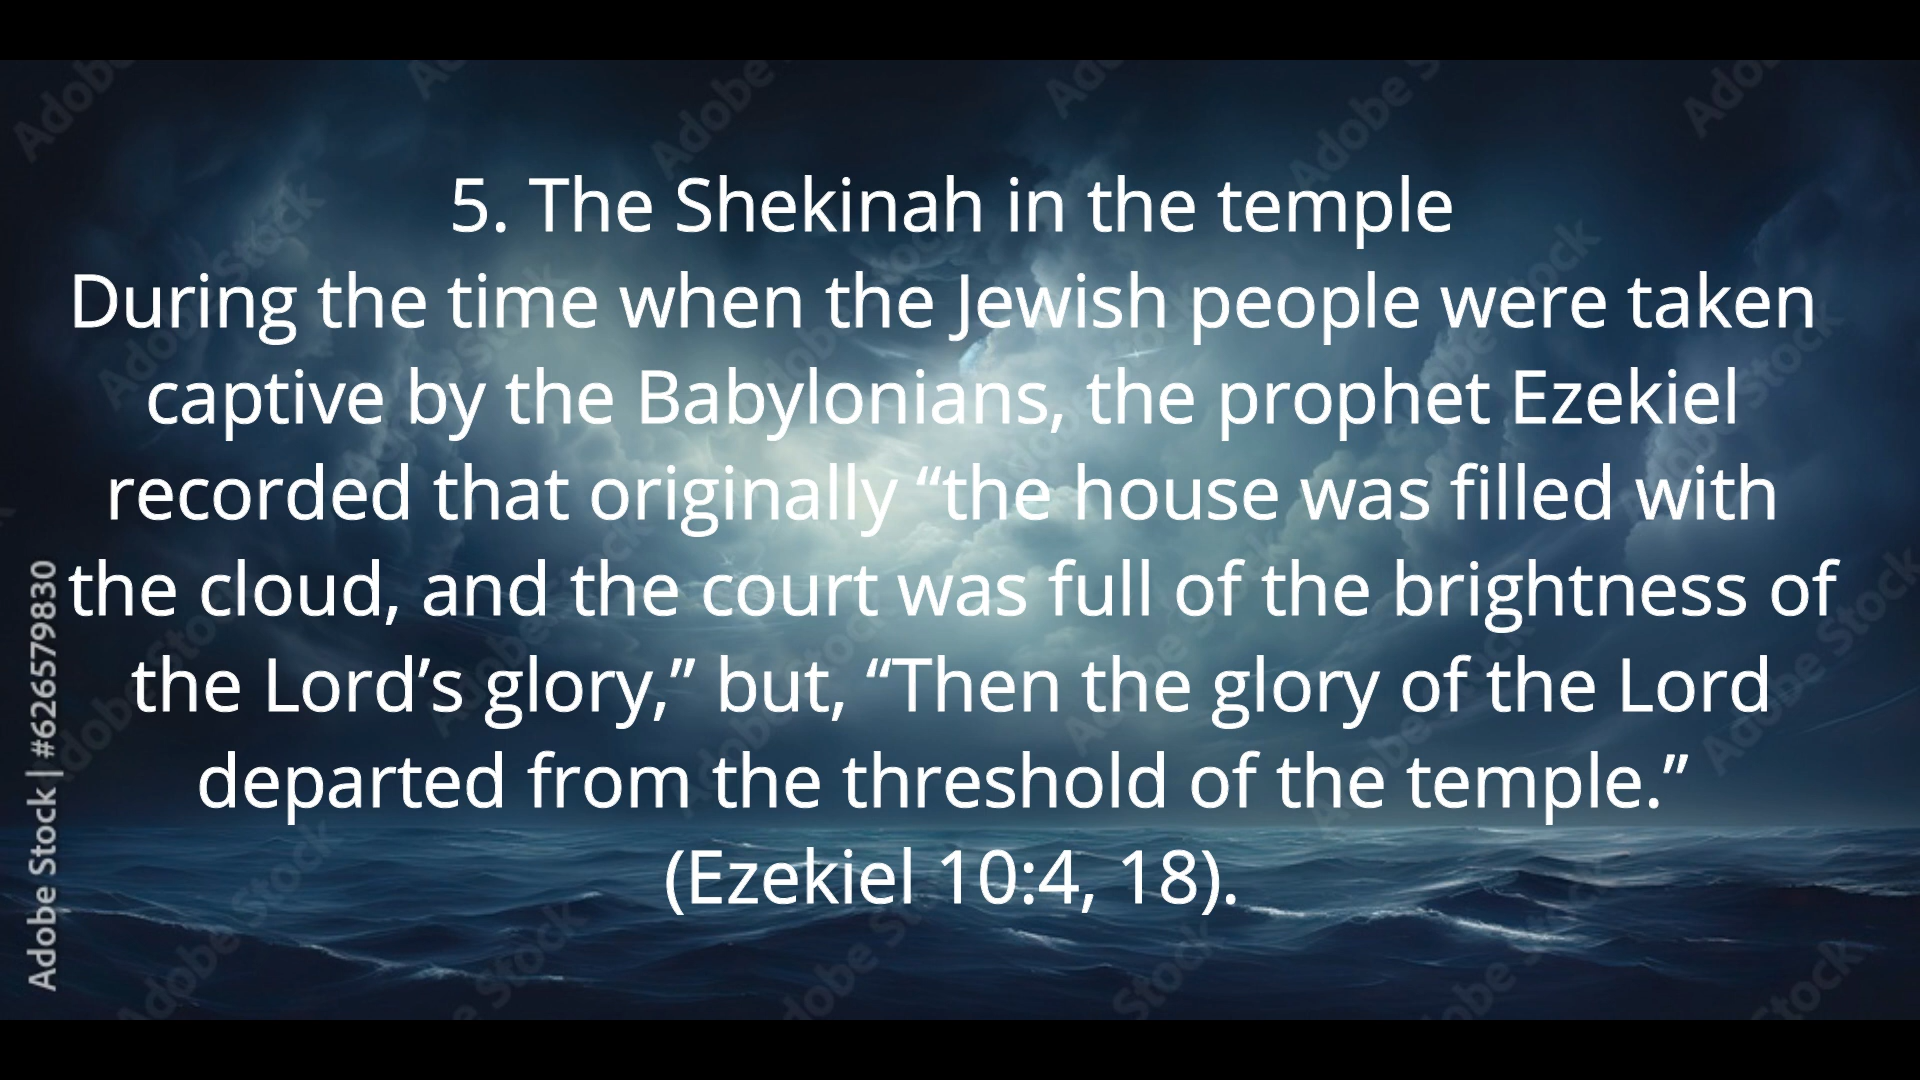 5. The Shekinah in the temple
During the time when the Jewish people were taken
captive by the Babylonians, the prophet Ezekiel
recorded that originally “the house was filled with
the cloud, and the court was full of the brightness of
the Lord’s glory,” but, “Then the glory of the Lord
departed from the threshold of the temple.”
(Ezekiel 10:4, 18).
Adobe Stock | #626579830